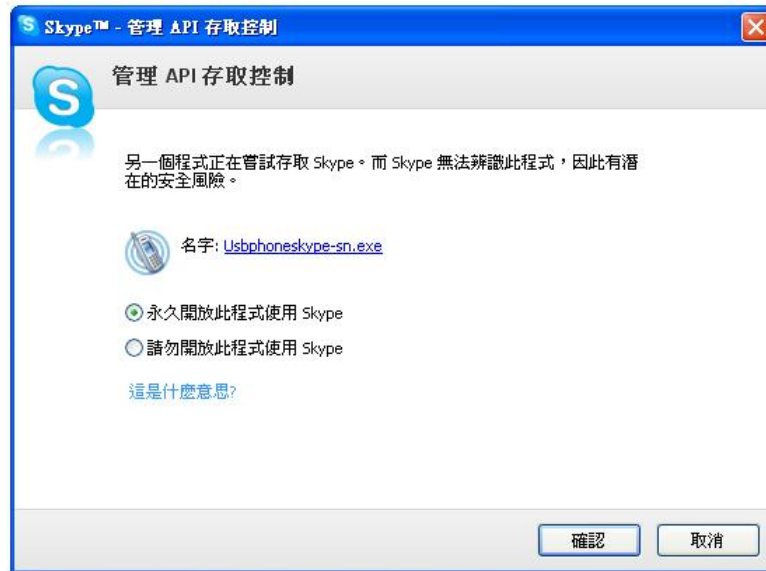 Skype™ - 管理 API 存取控制
管理 API 存取控制
另一個程式正在嘗試存取 Skype。而 Skype 無法辨識此程式，因此有潛
在的安全風險。
名字: Usbphoneskype-sn.exe
永久開放此程式使用 Skype
請勿開放此程式使用 Skype
這是什麼意思?
確認
取消